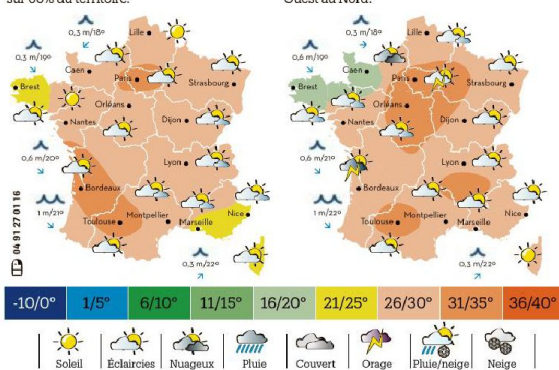 sur 60% du territoire.
Ouest au Nord.
0,3 m/18°
Lille
0,3 m/19°
Caen
Paris
Strasbourg
Brest
Orléans
Nantes
Dijon
0,6 m/20°
Lyon
Bordeaux
1 m/21°
Toulouse
Montpellier
Marseille
Nice
0,3 m/22°
04 91 27 01 16
0,3 m/18°
Lille
0,6 m/19°
Caen
Paris
Strasbourg
Brest
Orléans
Nantes
Dijon
0,6 m/21°
Lyon
Bordeaux
1 m/22°
Toulouse
Montpellier
Marseille
Nice
0,3 m/22°
-10/0° 1/5° 6/10° 11/15° 16/20° 21/25° 26/30° 31/35° 36/40°
Soleil Éclaircies Nuageux Pluie Couvert Orage Pluie/neige Neige